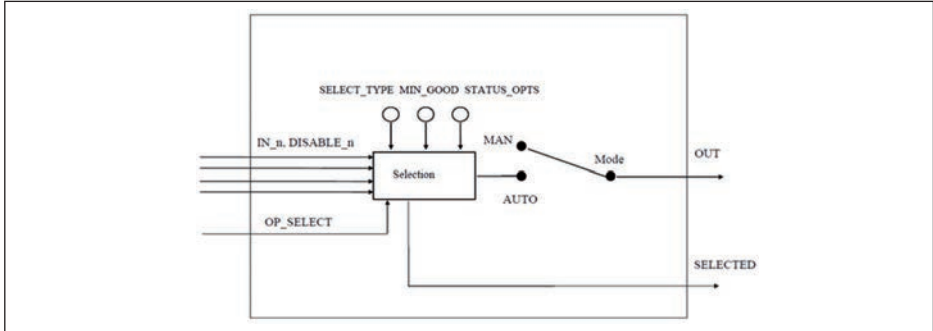 SELECT_TYPE MIN_GOOD STATUS_OPTS
IN_n, DISABLE_n
MAN
Mode
OUT
Selection
AUTO
OP_SELECT
SELECTED